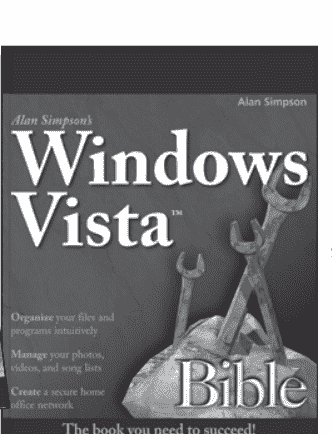 Alan Simpson
Alan Simpson's
Windows
Vista™
Organize your files and
programs intuitively
Manage your photos,
videos, and song lists
Create a secure home
office network
Bible
The book you need to succeed!